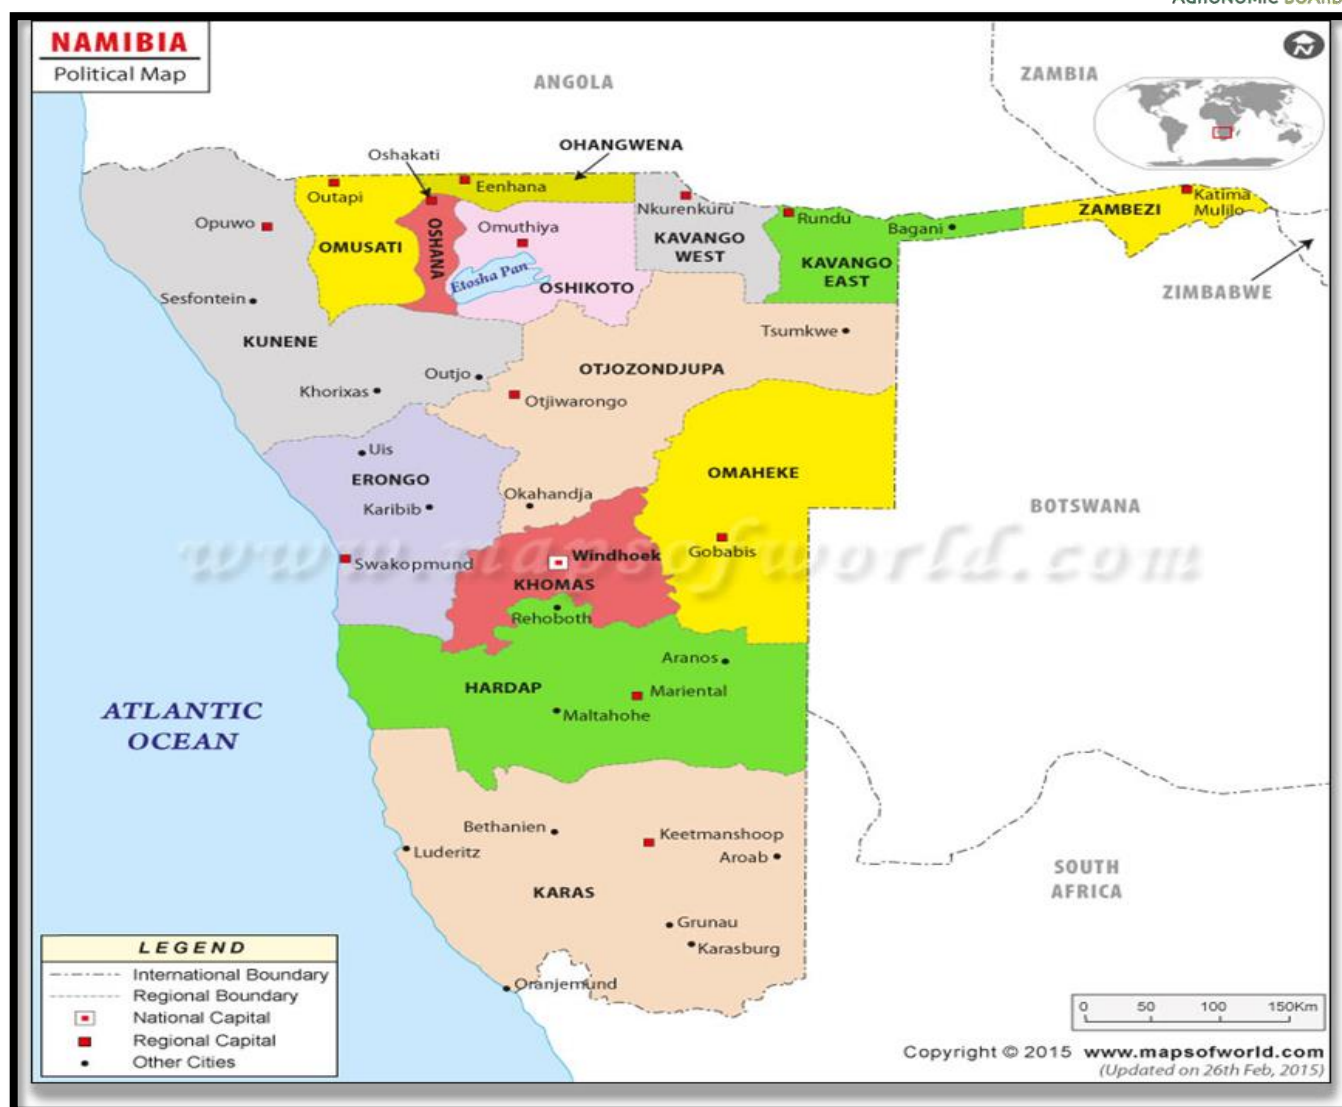 AGRONOMIC BOARD
NAMIBIA
Political Map
ANGOLA
ZAMBIA
N
OHANGWENA
Oshakati
Eenhana
Outapi
Opuwo
OMUSATI
OSHANA
Omuthiya
Etosha Pan
OSHIKOTO
Nkurenkuru
KAVANGO
WEST
Rundu
KAVANGO
EAST
Bagani
ZAMBEZI
Katima
Mulilo
ZIMBABWE
Sesfontein
KUNENE
Khorixas
Outjo
OTJOZONDJUPA
Tsumkwe
Otjiwarongo
Uis
ERONGO
Karibib
Okahandja
OMAHEKE
BOTSWANA
www.mapsofworld.com
Swakopmund
Windhoek
KHOMAS
Gobabis
Rehoboth
Aranos
HARDAP
Mariental
Maltahohe
ATLANTIC
OCEAN
Bethanien
Keetmanshoop
Luderitz
Aroab
KARAS
SOUTH
AFRICA
Grunau
Karasburg
Oranjemund
LEGEND
International Boundary
Regional Boundary
National Capital
Regional Capital
Other Cities
0 50 100 150Km
Copyright © 2015 www.mapsofworld.com
(Updated on 26th Feb, 2015)